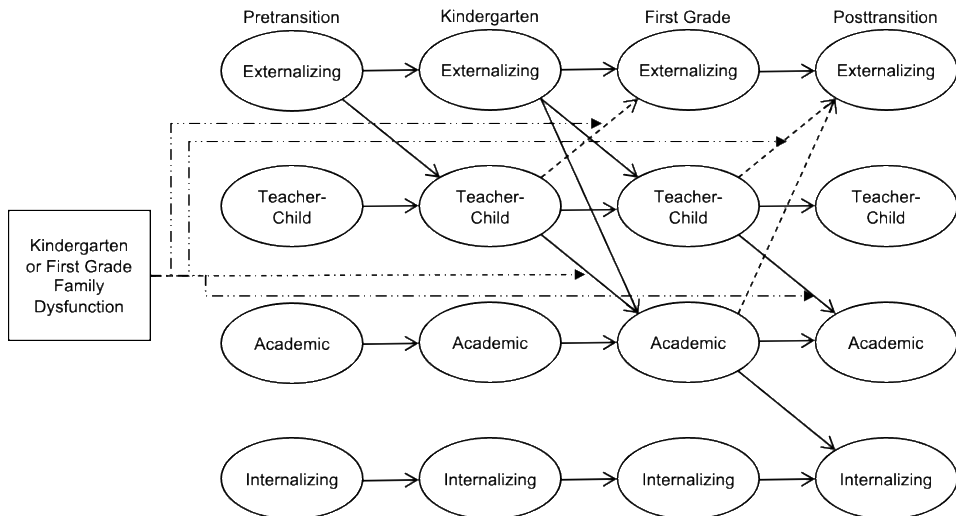 Pretransition Kindergarten First Grade Posttransition
Externalizing Externalizing Externalizing Externalizing
Teacher- Teacher- Teacher- Teacher-
Child Child Child Child
Kindergarten
or First Grade
Family
Dysfunction
Academic Academic Academic Academic
Internalizing Internalizing Internalizing Internalizing